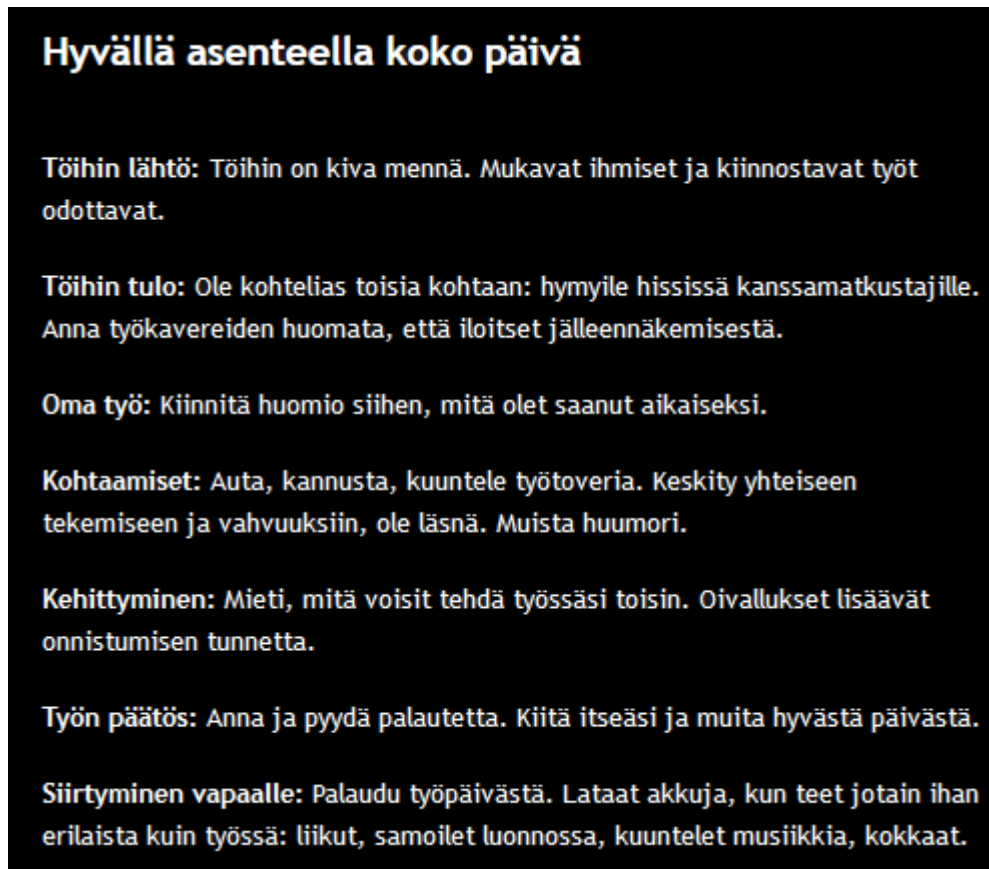 Hyvällä asenteella koko päivä
Töihin lähtö: Töihin on kiva mennä. Mukavat ihmiset ja kiinnostavat työt
odottavat.
Töihin tulo: Ole kohtelias toisia kohtaan: hymyile hississä kanssamatkustajille.
Anna työkavereiden huomata, että iloitset jälleennäkemisestä.
Oma työ: Kiinnitä huomio siihen, mitä olet saanut aikaiseksi.
Kohtaamiset: Auta, kannusta, kuuntele työtoveria. Keskity yhteiseen
tekemiseen ja vahvuuksiin, ole läsnä. Muista huumori.
Kehittyminen: Mieti, mitä voisit tehdä työssäsi toisin. Oivallukset lisäävät
onnistumisen tunnetta.
Työn päätös: Anna ja pyydä palautetta. Kiitä itseäsi ja muita hyvästä päivästä.
Siirtyminen vapaalle: Palaudu työpäivästä. Lataat akkuja, kun teet jotain ihan
erilaista kuin työssä: liikut, samoilet luonnossa, kuuntelet musiikkia, kokkaat.